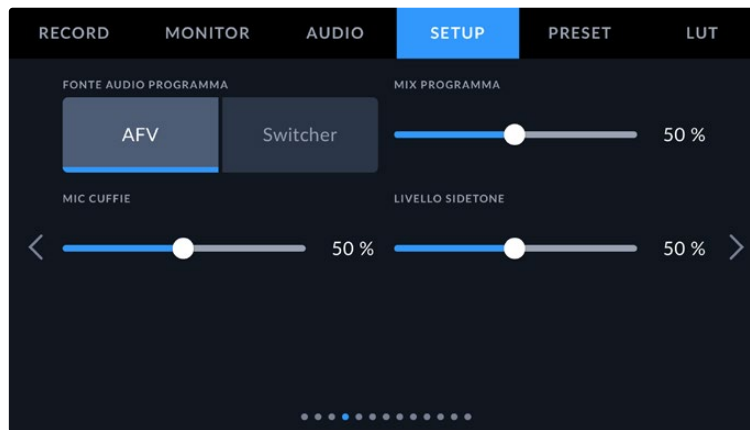 RECORD MONITOR AUDIO SETUP PRESET LUT
FONTE AUDIO PROGRAMMA MIX PROGRAMMA
AFV Switcher 50 %
MIC CUFFIE LIVELLO SIDETONE
50 % 50 %